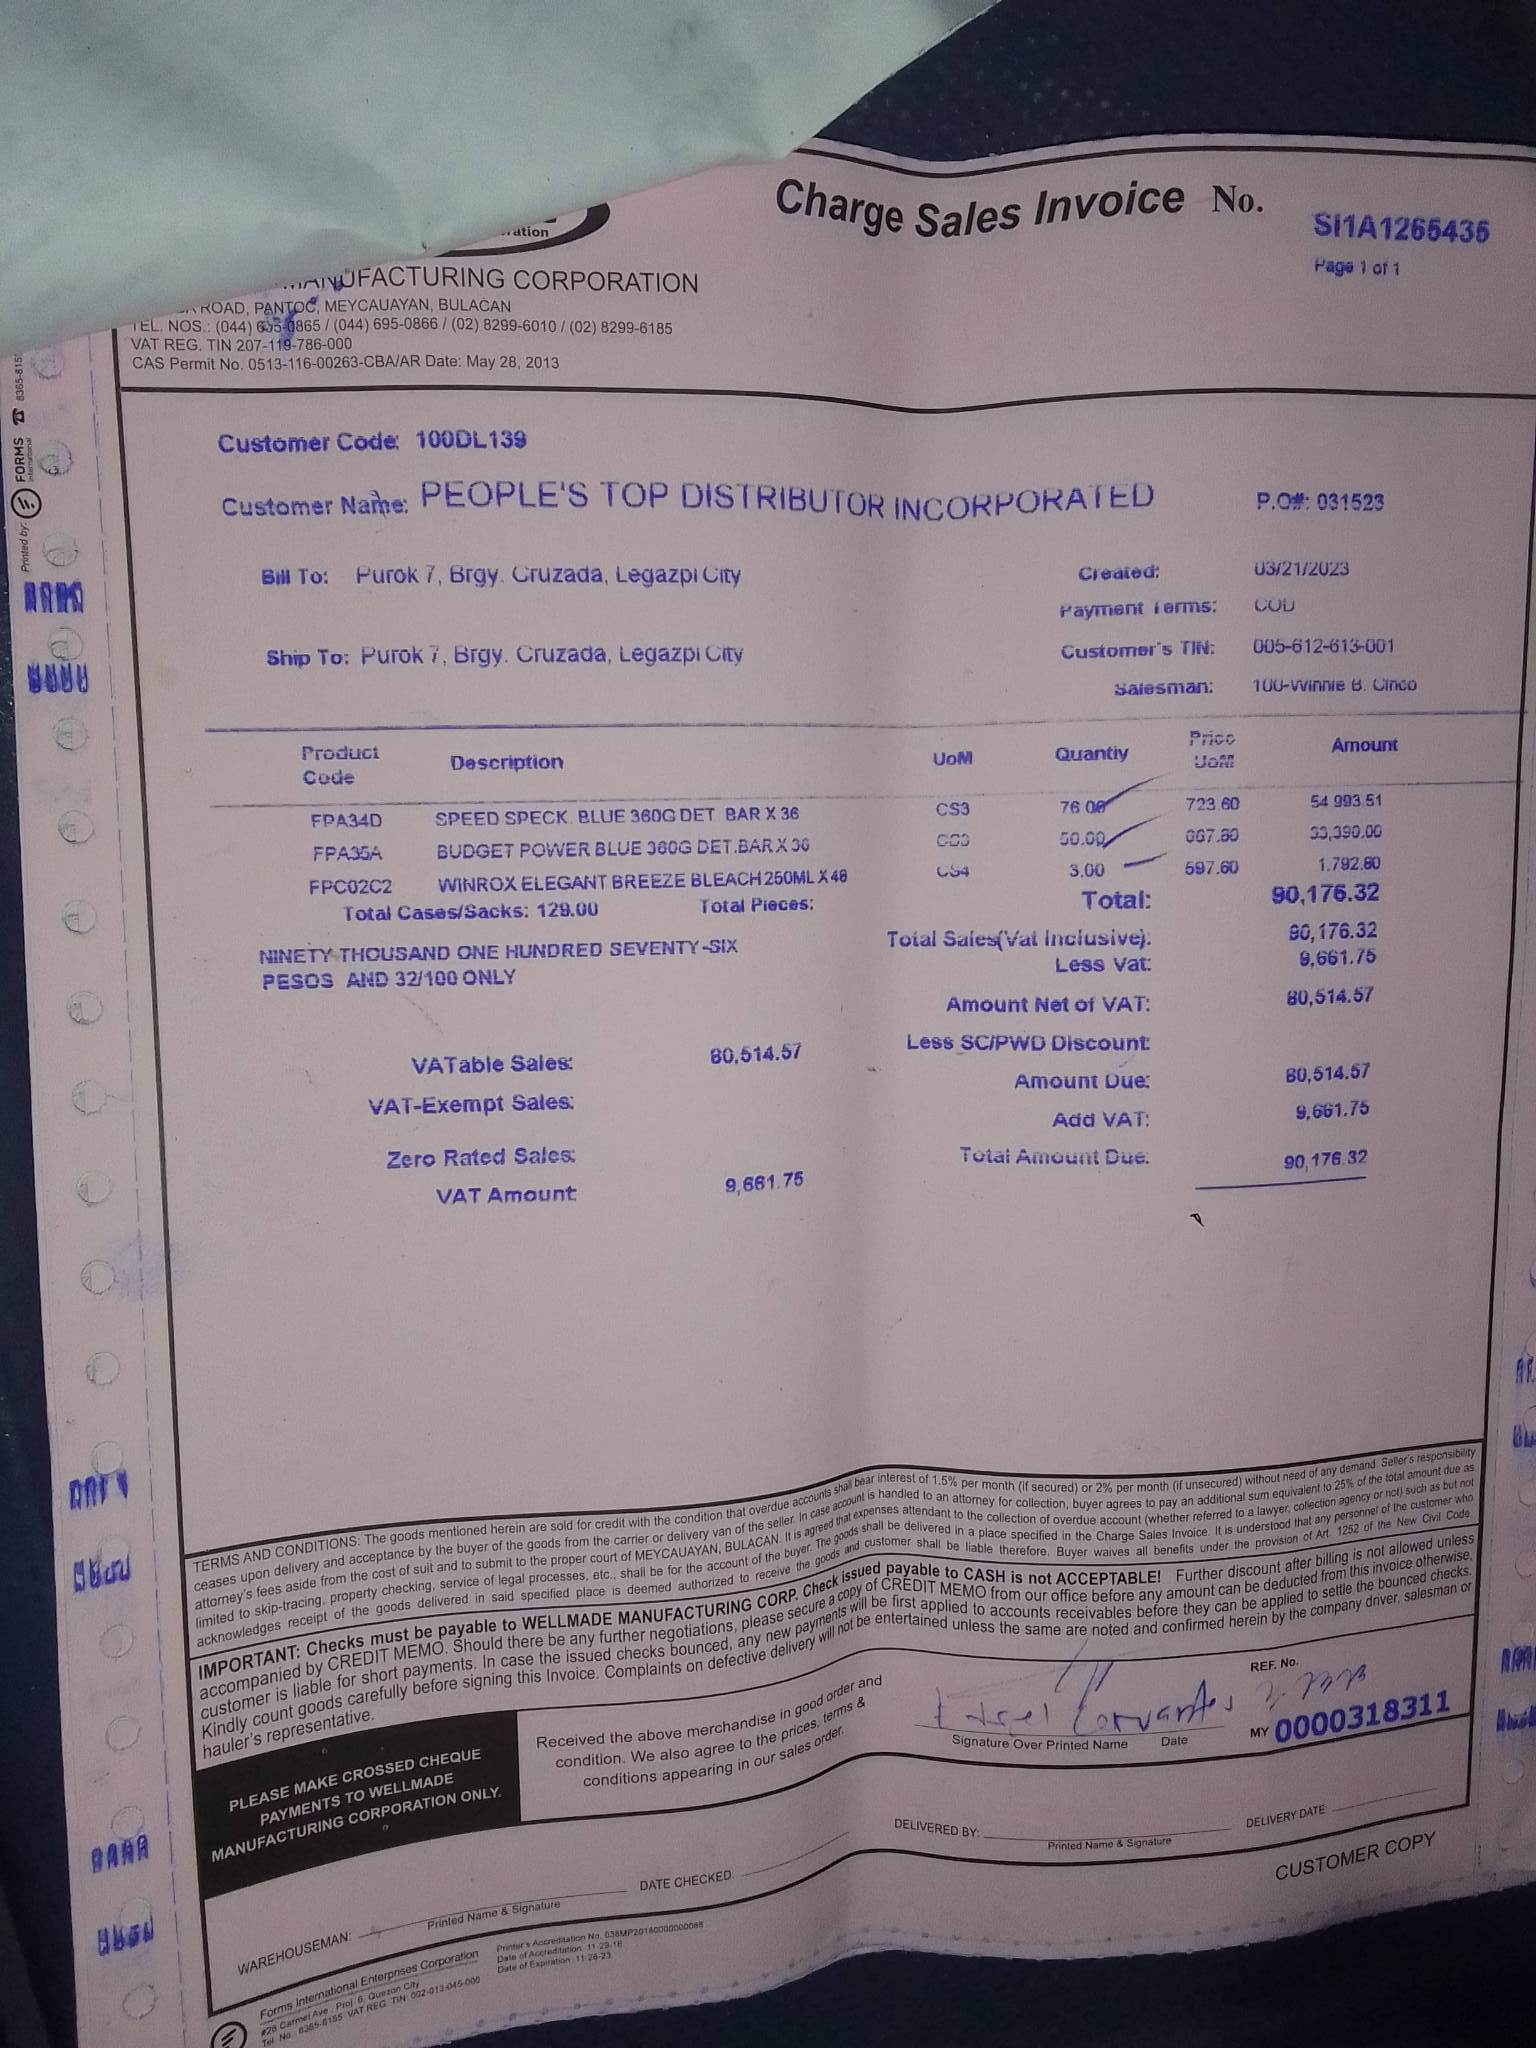 Charge Sales Invoice No. SI1A1265435
Page 1 of 1
ration
MANUFACTURING CORPORATION
ROAD, PANTOC, MEYCAUAYAN, BULACAN
TEL. NOS.: (044) 695-0865 / (044) 695-0866 / (02) 8299-6010 / (02) 8299-6185
VAT REG. TIN 207-119-786-000
CAS Permit No. 0513-116-00263-CBA/AR Date: May 28, 2013
Printed by: FORMS International
Customer Code: 100DL139
Customer Name: PEOPLE'S TOP DISTRIBUTOR INCORPORATED P.O#: 031523
Bill To: Purok 7, Brgy. Cruzada, Legazpi City Created: 03/21/2023
Payment Terms: COD
Ship To: Purok 7, Brgy. Cruzada, Legazpi City Customer's TIN: 005-612-613-001
Salesman: 100-Winnie B. Cinco
Product Code Description UoM Quantiy Price UoM Amount
FPA34D SPEED SPECK BLUE 360G DET. BAR X 36 CS3 76.00 723.60 54,993.51
FPA35A BUDGET POWER BLUE 360G DET.BAR X 36 CS3 50.00 667.80 33,390.00
FPC02C2 WINROX ELEGANT BREEZE BLEACH 250ML X 48 CS4 3.00 597.60 1,792.80
Total Cases/Sacks: 129.00 Total Pieces: Total: 90,176.32
NINETY THOUSAND ONE HUNDRED SEVENTY-SIX
PESOS AND 32/100 ONLY
Total Sales(Vat Inclusive): 90,176.32
Less Vat: 9,661.75
Amount Net of VAT: 80,514.57
VATable Sales: 80,514.57 Less SC/PWD Discount:
Amount Due: 80,514.57
VAT-Exempt Sales: Add VAT: 9,661.75
Zero Rated Sales: Total Amount Due: 90,176.32
VAT Amount: 9,661.75
TERMS AND CONDITIONS: The goods mentioned herein are sold for credit with the condition that overdue accounts shall bear interest of 1.5% per month (if secured) or 2% per month (if unsecured) without need of any demand. Seller's responsibility
ceases upon delivery and acceptance by the buyer of the goods from the carrier or delivery van of the seller. In case account is handled to an attorney for collection, buyer agrees to pay an additional sum equivalent to 25% of the total amount due as
attorney's fees aside from the cost of suit and to submit to the proper court of MEYCAUAYAN, BULACAN. It is agreed that expenses attendant to the collection of overdue account (whether referred to a lawyer, collection agency or not) such as but not
limited to skip-tracing, property checking, service of legal processes, etc., shall be for the account of the buyer. The goods shall be delivered in a place specified in the Charge Sales Invoice. It is understood that any personnel of the customer who
acknowledges receipt of the goods delivered in said specified place is deemed authorized to receive the goods and customer shall be liable therefore. Buyer waives all benefits under the provision of Art. 1252 of the New Civil Code.
IMPORTANT: Checks must be payable to WELLMADE MANUFACTURING CORP. Check issued payable to CASH is not ACCEPTABLE! Further discount after billing is not allowed unless
accompanied by CREDIT MEMO. Should there be any further negotiations, please secure a copy of CREDIT MEMO from our office before any amount can be deducted from this invoice otherwise,
customer is liable for short payments. In case the issued checks bounced, any new payments will be first applied to accounts receivables before they can be applied to settle the bounced checks.
Kindly count goods carefully before signing this Invoice. Complaints on defective delivery will not be entertained unless the same are noted and confirmed herein by the company driver, salesman or
hauler's representative.
PLEASE MAKE CROSSED CHEQUE
PAYMENTS TO WELLMADE
MANUFACTURING CORPORATION ONLY.
Received the above merchandise in good order and
condition. We also agree to the prices, terms &
conditions appearing in our sales order.
Signature Over Printed Name Date
REF. No.
MY 0000318311
WAREHOUSEMAN: Printed Name & Signature
DATE CHECKED:
DELIVERED BY: Printed Name & Signature
DELIVERY DATE:
CUSTOMER COPY
Forms International Enterprises Corporation
#26 Carmel Ave., Proj. 6, Quezon City
Tel. No. 8365-8155 VAT REG. TIN 002-013-045-000
Printer's Accreditation No. 038MP20180000000088
Date of Accreditation: 11-29-18
Date of Expiration: 11-28-23